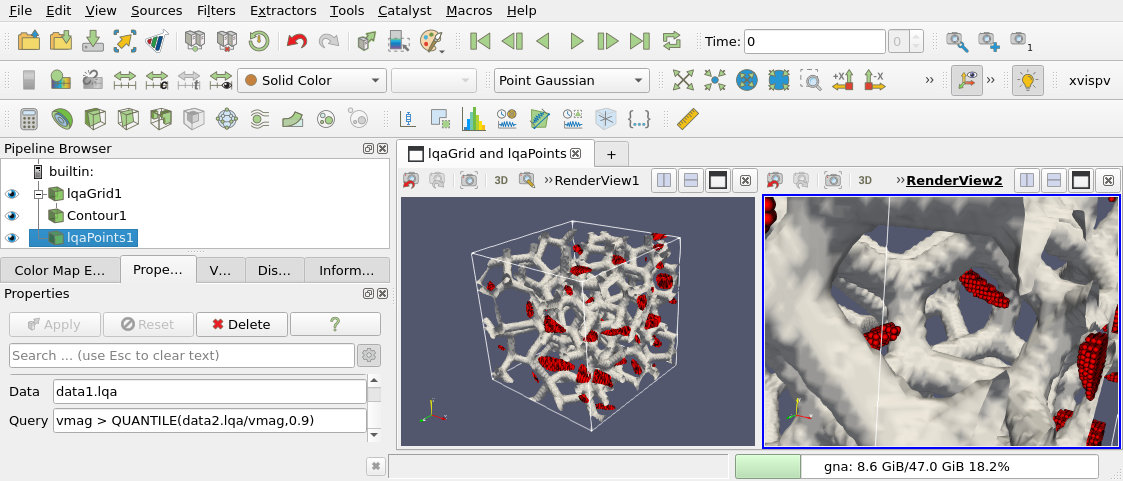 File Edit View Sources Filters Extractors Tools Catalyst Macros Help
Time: 0 0 1
Solid Color Point Gaussian +X -X » » xvispv
Pipeline Browser
builtin:
lqaGrid1
Contour1
lqaPoints1
Color Map E... Prope... V... Dis... Inform...
Properties
Apply Reset Delete ?
Search ... (use Esc to clear text)
Data data1.lqa
Query vmag > QUANTILE(data2.lqa/vmag,0.9)
lqaGrid and lqaPoints +
3D »RenderView1
3D »RenderView2
gna: 8.6 GiB/47.0 GiB 18.2%